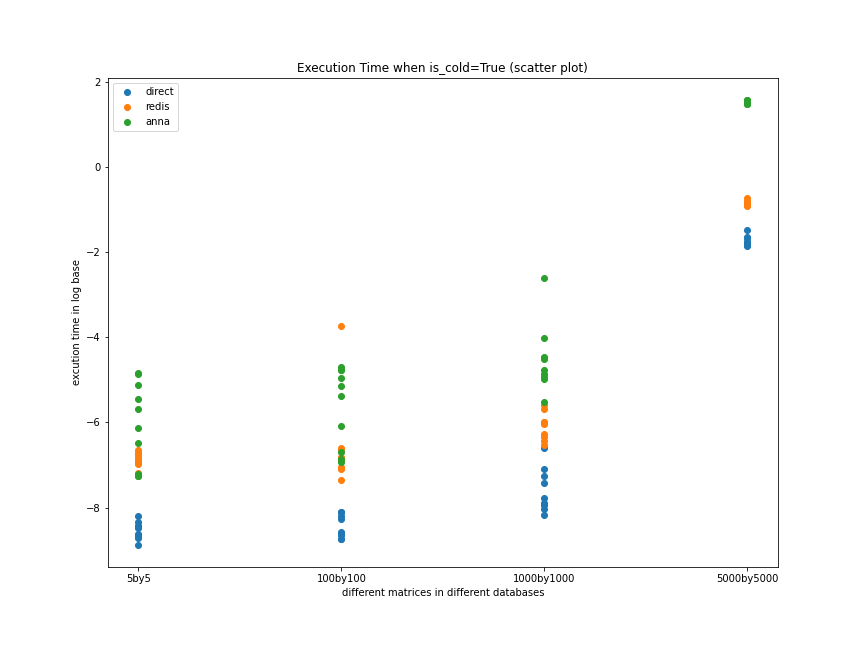 Execution Time when is_cold=True (scatter plot)
direct
redis
anna
2
0
−2
−4
−6
−8
excution time in log base
5by5
100by100
1000by1000
5000by5000
different matrices in different databases